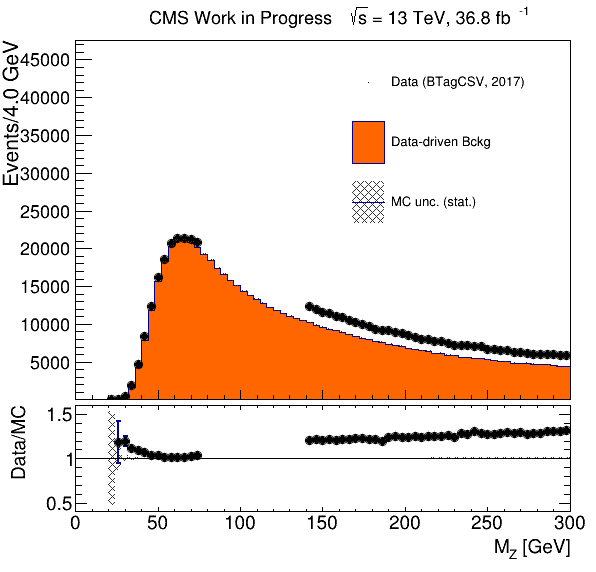 CMS Work in Progress √s = 13 TeV, 36.8 fb⁻¹
Events/4.0 GeV
45000
40000
35000
30000
25000
20000
15000
10000
5000
Data (BTagCSV, 2017)
Data-driven Bckg
MC unc. (stat.)
Data/MC
1.5
1
0.5
0 50 100 150 200 250 300
M_Z [GeV]